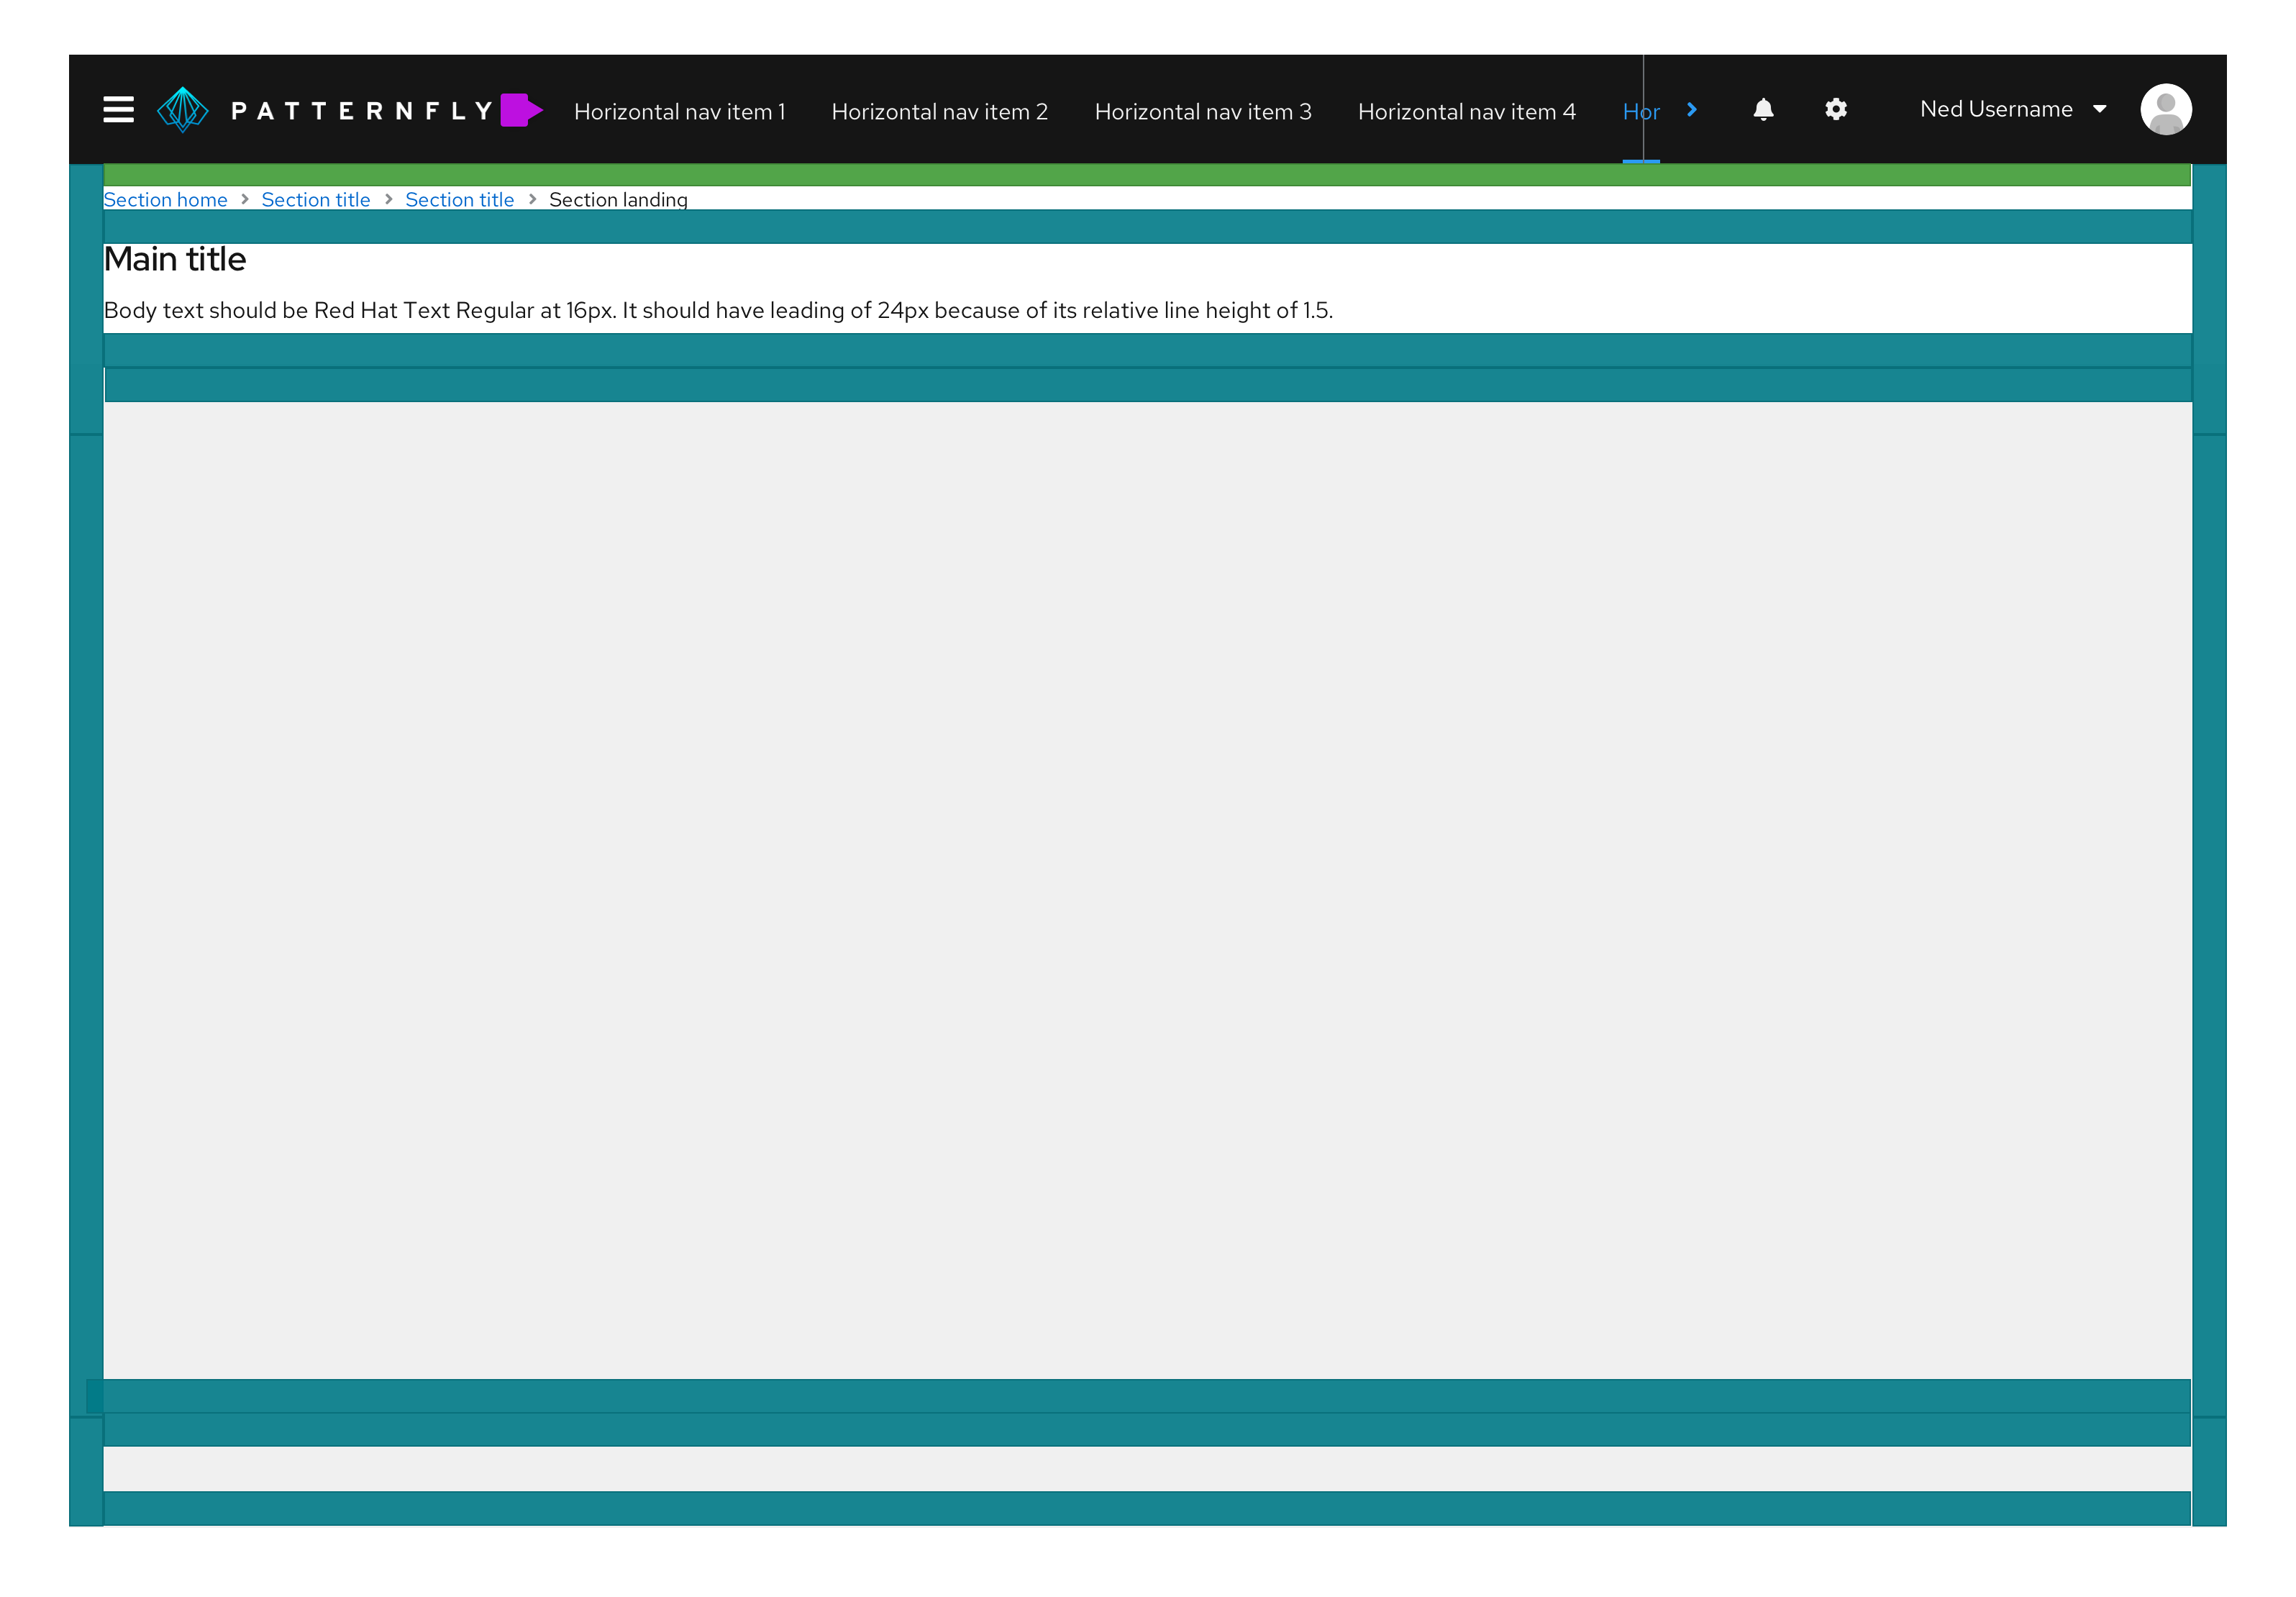 PATTERNFLY Horizontal nav item 1 Horizontal nav item 2 Horizontal nav item 3 Horizontal nav item 4 Hor Ned Username
Section home Section title Section title Section landing
Main title
Body text should be Red Hat Text Regular at 16px. It should have leading of 24px because of its relative line height of 1.5.